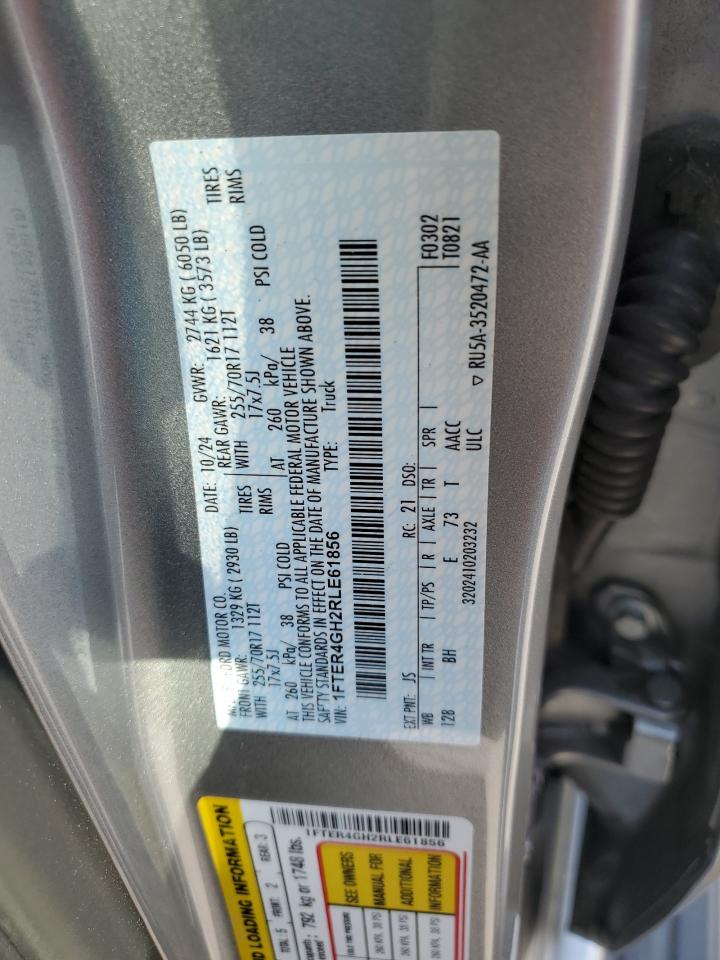 FORD MOTOR CO. DATE: 10/24 GVWR: 2744 KG ( 6050 LB)
FRONT GAWR: 1329 KG ( 2930 LB) REAR GAWR: 1621 KG ( 3573 LB)
WITH 255/70R17 112T TIRES WITH 255/70R17 112T TIRES
17x7.5J RIMS 17x7.5J RIMS
AT 260 kPa/ 38 PSI COLD AT 260 kPa/ 38 PSI COLD
THIS VEHICLE CONFORMS TO ALL APPLICABLE FEDERAL MOTOR VEHICLE
SAFTY STANDARDS IN EFFECT ON THE DATE OF MANUFACTURE SHOWN ABOVE.
VIN: 1FTER4GH2RLE61856 TYPE: Truck
EXT PNT: JS RC: 21 DSO: F0302
WB INT TR TP/PS R AXLE TR SPR T0821
128 BH E 73 T AACC
3202410203232 ULC ▽ RU5A-3520472-AA
LOADING INFORMATION
TOTAL : 5 FRONT: 2 REAR: 3
792 kg or 1748 lbs.
1FTER4GH2RLE61856
SEE OWNERS
MANUAL FOR
ADDITIONAL
INFORMATION